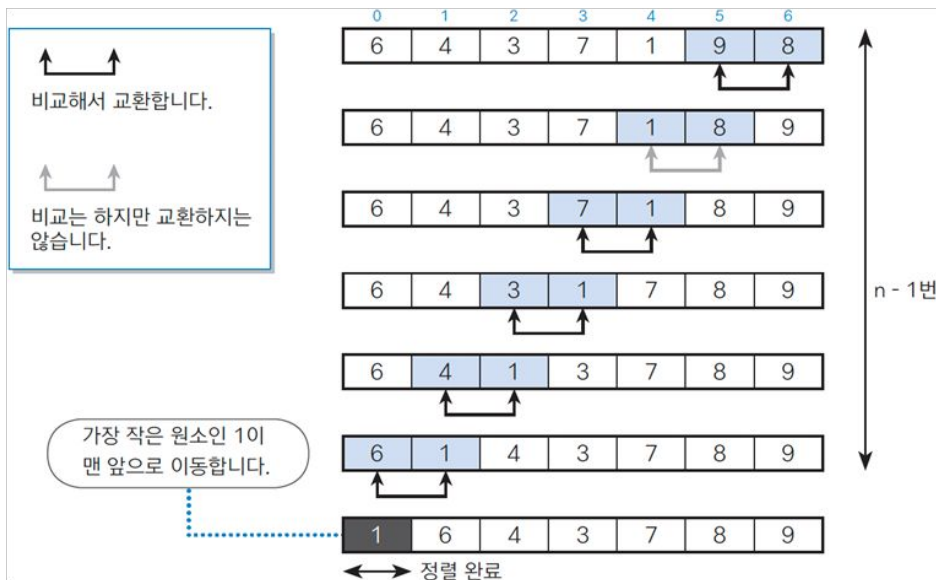 0 1 2 3 4 5 6
6 4 3 7 1 9 8
비교해서 교환합니다.
6 4 3 7 1 8 9
비교는 하지만 교환하지는
않습니다.
6 4 3 7 1 8 9
6 4 3 1 7 8 9
n - 1번
6 4 1 3 7 8 9
가장 작은 원소인 1이
맨 앞으로 이동합니다.
6 1 4 3 7 8 9
1 6 4 3 7 8 9
정렬 완료